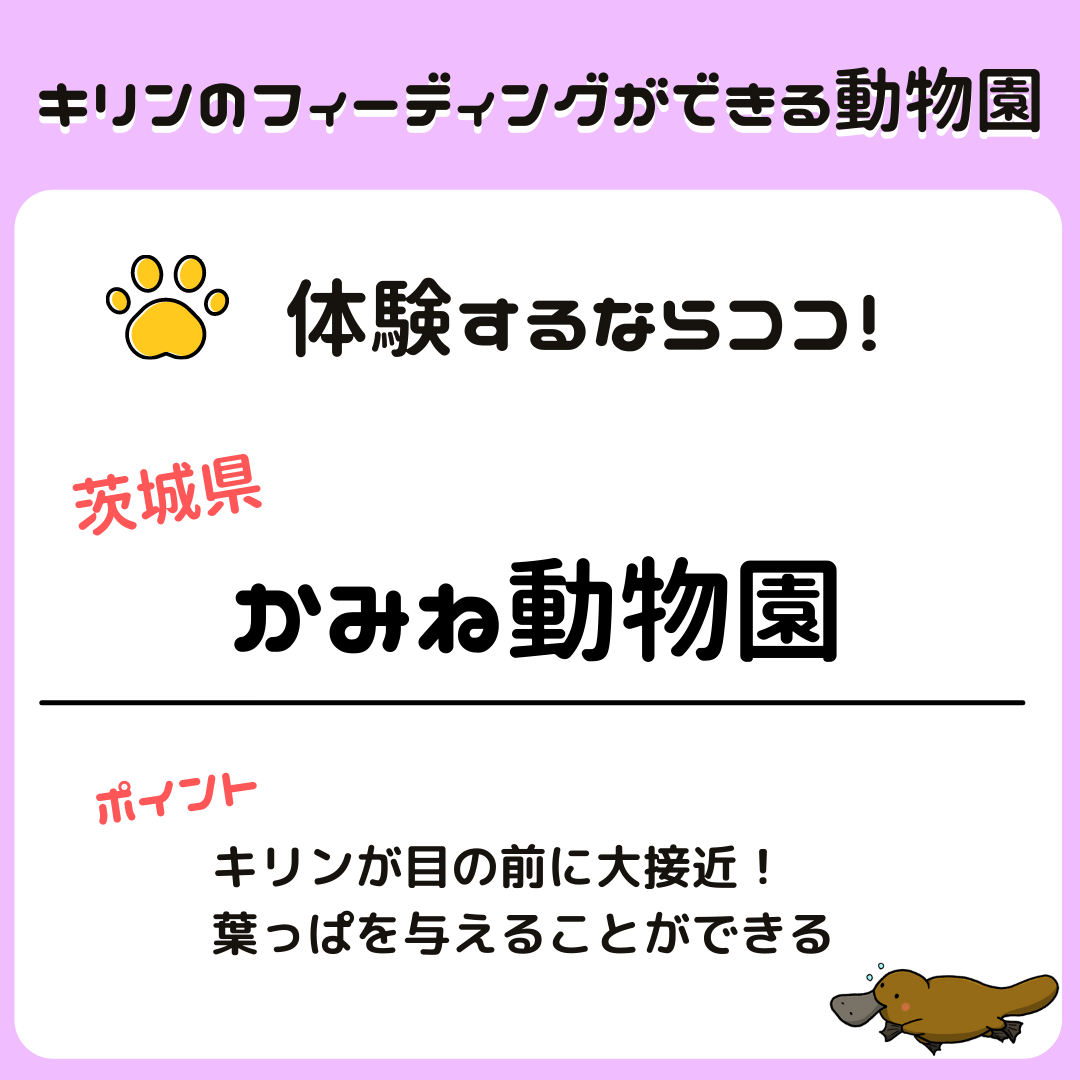 キリンのフィーディングができる動物園
体験するならココ!
茨城県
かみね動物園
ポイント
キリンが目の前に大接近！
葉っぱを与えることができる